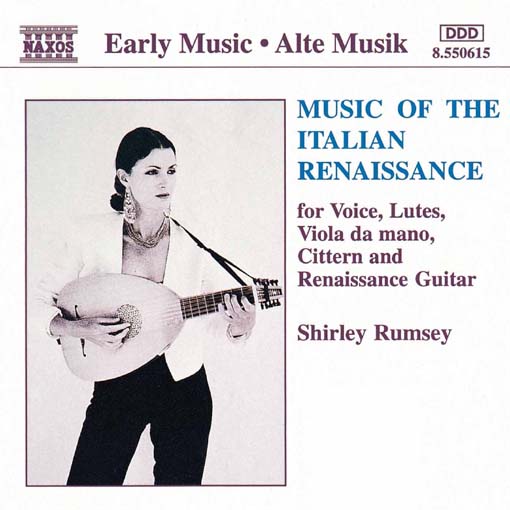 NAXOS
Early Music • Alte Musik
DDD
8.550615
MUSIC OF THE
ITALIAN
RENAISSANCE
for Voice, Lutes,
Viola da mano,
Cittern and
Renaissance Guitar
Shirley Rumsey